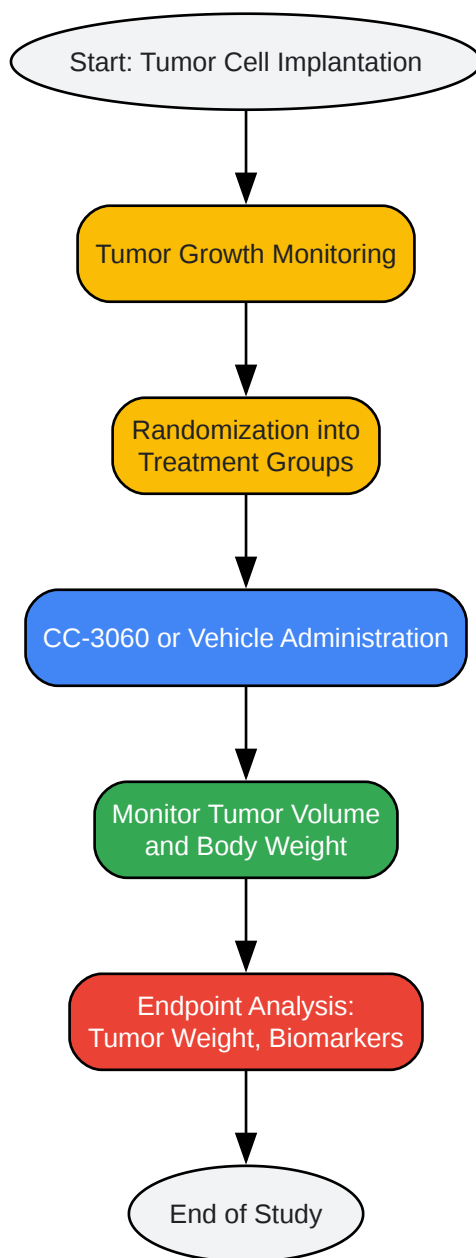 Start: Tumor Cell Implantation
Tumor Growth Monitoring
Randomization into
Treatment Groups
CC-3060 or Vehicle Administration
Monitor Tumor Volume
and Body Weight
Endpoint Analysis:
Tumor Weight, Biomarkers
End of Study